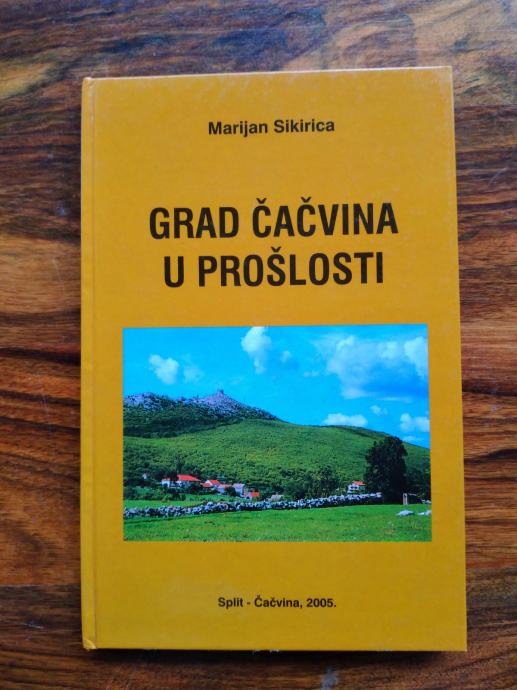 Marijan Sikirica
GRAD ČAČVINA
U PROŠLOSTI
Split - Čačvina, 2005.